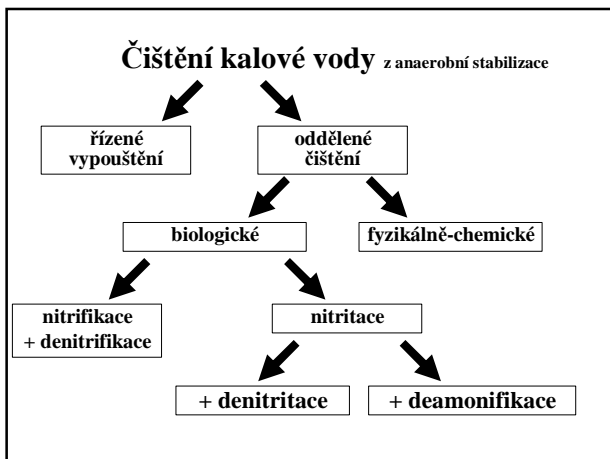 Čištění kalové vody z anaerobní stabilizace
řízené
vypouštění
oddělené
čištění
biologické
fyzikálně-chemické
nitrifikace
+ denitrifikace
nitritace
+ denitritace
+ deamonifikace